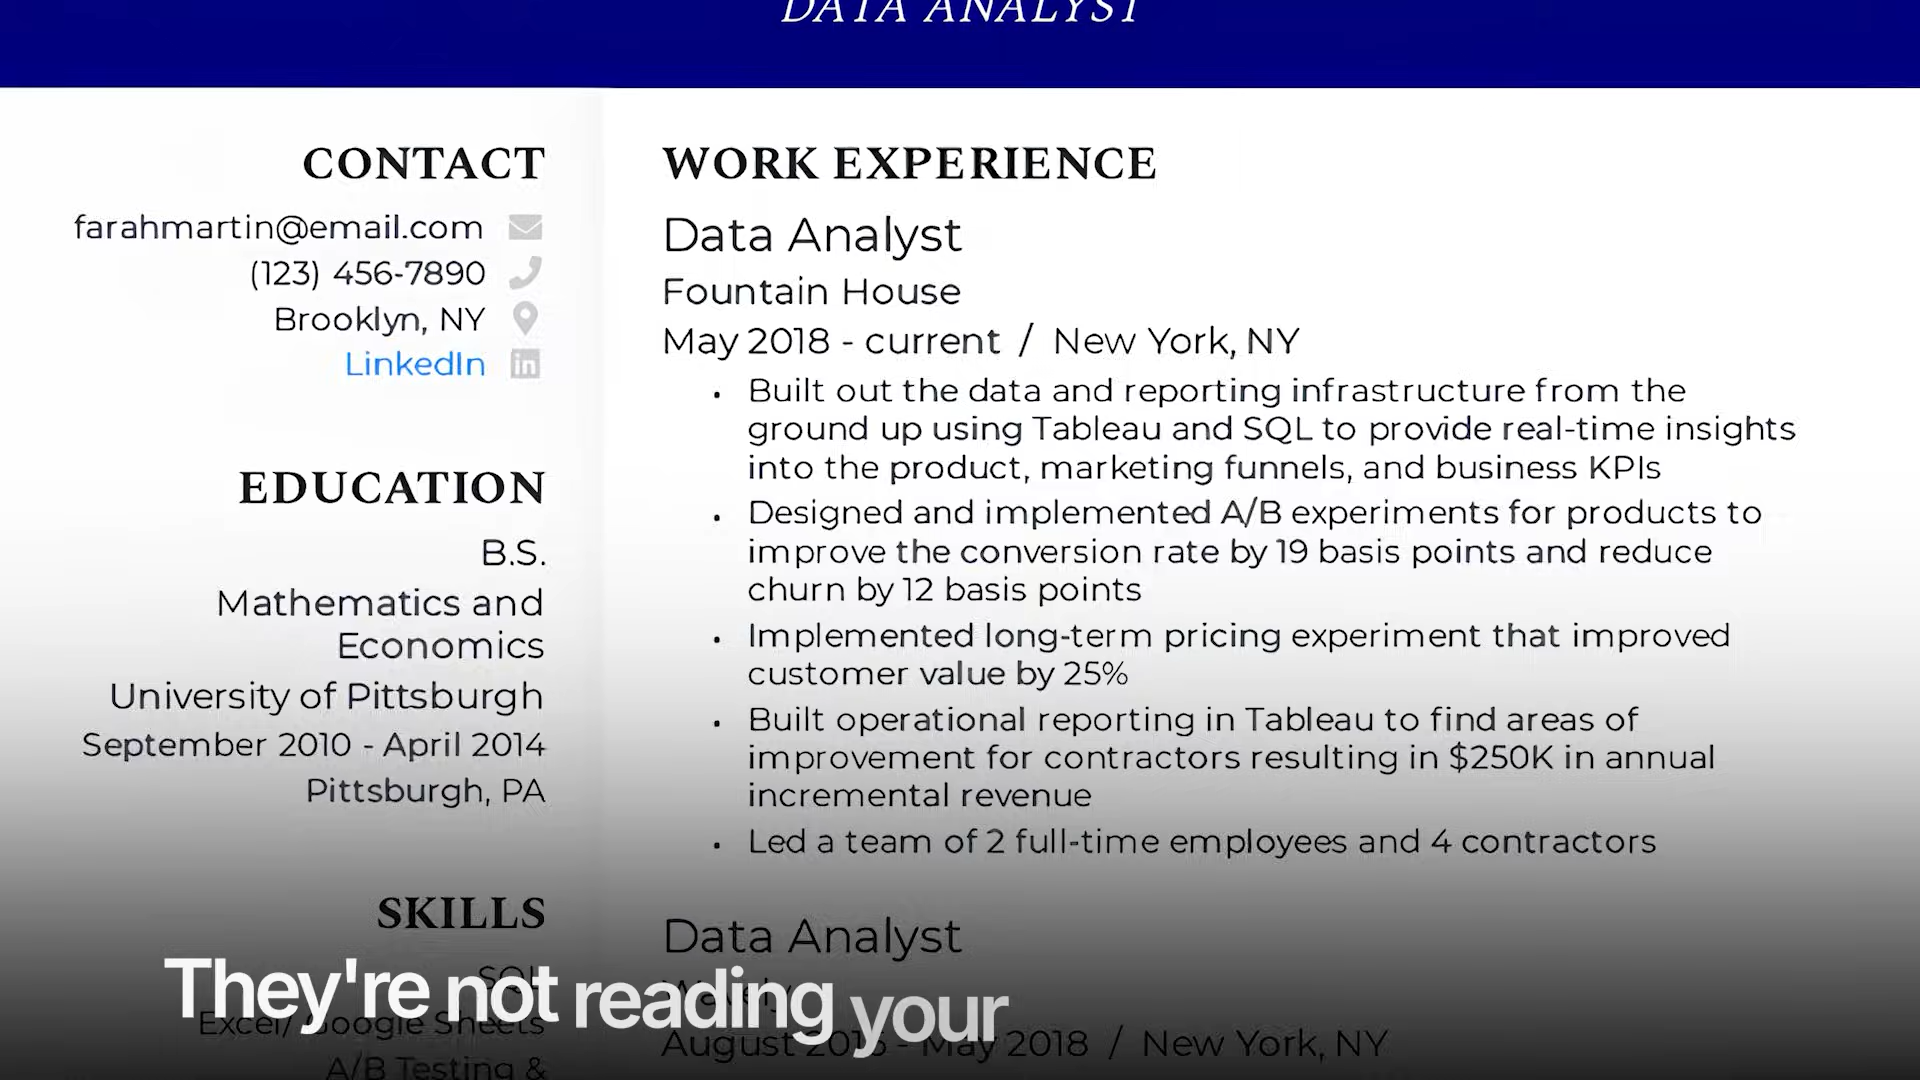 DATA ANALYST
CONTACT
farahmartin@email.com
(123) 456-7890
Brooklyn, NY
LinkedIn
EDUCATION
B.S.
Mathematics and
Economics
University of Pittsburgh
September 2010 - April 2014
Pittsburgh, PA
SKILLS
SQL
Excel/ Google Sheets
A/B Testing &
WORK EXPERIENCE
Data Analyst
Fountain House
May 2018 - current / New York, NY
• Built out the data and reporting infrastructure from the
ground up using Tableau and SQL to provide real-time insights
into the product, marketing funnels, and business KPIs
• Designed and implemented A/B experiments for products to
improve the conversion rate by 19 basis points and reduce
churn by 12 basis points
• Implemented long-term pricing experiment that improved
customer value by 25%
• Built operational reporting in Tableau to find areas of
improvement for contractors resulting in $250K in annual
incremental revenue
• Led a team of 2 full-time employees and 4 contractors
Data Analyst
August 2015 - May 2018 / New York, NY
They're not reading your